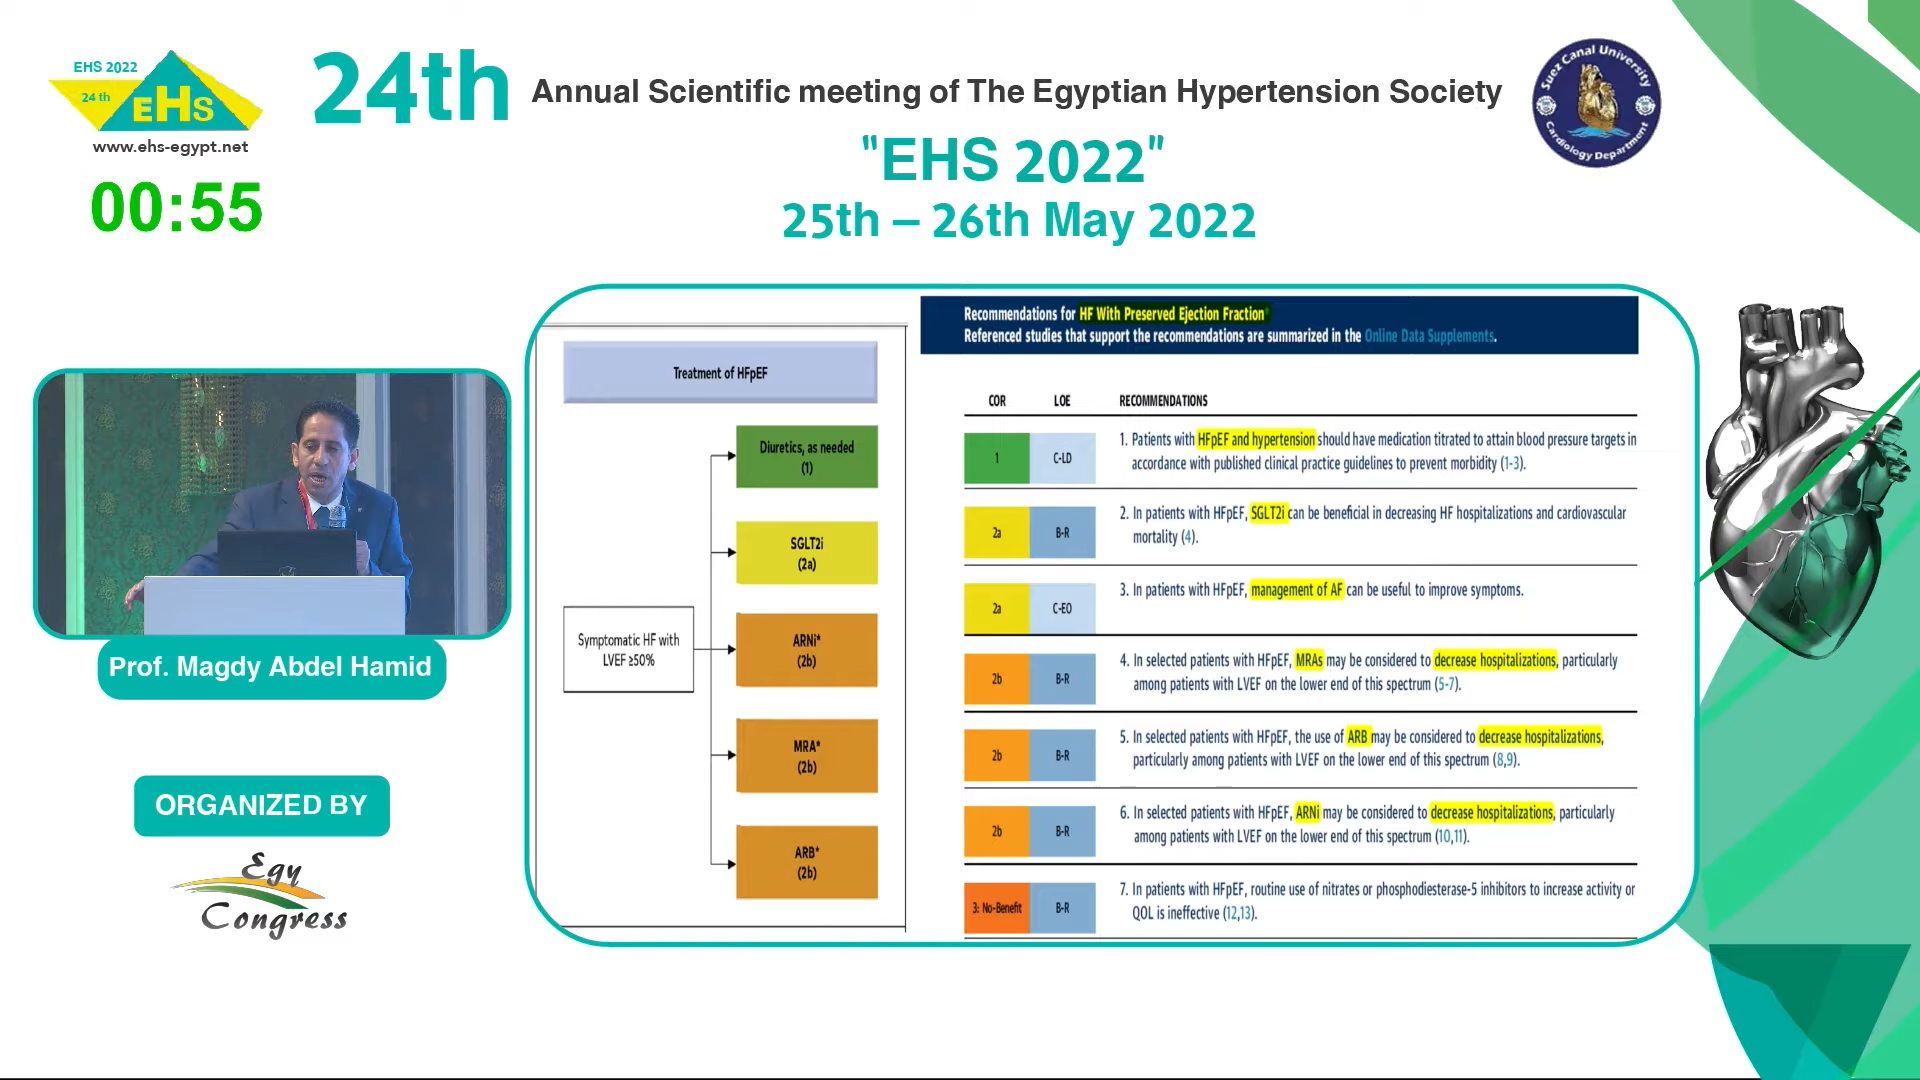 EHS 2022
24 th
EHS
www.ehs-egypt.net
00:55
24th Annual Scientific meeting of The Egyptian Hypertension Society
"EHS 2022"
25th – 26th May 2022
Suez Canal University
Cardiology Department
Prof. Magdy Abdel Hamid
ORGANIZED BY
Egy
Congress
Treatment of HFpEF
Symptomatic HF with
LVEF ≥50%
Diuretics, as needed
(1)
SGLT2i
(2a)
ARNi*
(2b)
MRA*
(2b)
ARB*
(2b)
Recommendations for HF With Preserved Ejection Fraction*
Referenced studies that support the recommendations are summarized in the Online Data Supplements.
COR LOE RECOMMENDATIONS
1 C-LD 1. Patients with HFpEF and hypertension should have medication titrated to attain blood pressure targets in
accordance with published clinical practice guidelines to prevent morbidity (1-3).
2a B-R 2. In patients with HFpEF, SGLT2i can be beneficial in decreasing HF hospitalizations and cardiovascular
mortality (4).
2a C-EO 3. In patients with HFpEF, management of AF can be useful to improve symptoms.
2b B-R 4. In selected patients with HFpEF, MRAs may be considered to decrease hospitalizations, particularly
among patients with LVEF on the lower end of this spectrum (5-7).
2b B-R 5. In selected patients with HFpEF, the use of ARB may be considered to decrease hospitalizations,
particularly among patients with LVEF on the lower end of this spectrum (8,9).
2b B-R 6. In selected patients with HFpEF, ARNi may be considered to decrease hospitalizations, particularly
among patients with LVEF on the lower end of this spectrum (10,11).
3: No-Benefit B-R 7. In patients with HFpEF, routine use of nitrates or phosphodiesterase-5 inhibitors to increase activity or
QOL is ineffective (12,13).